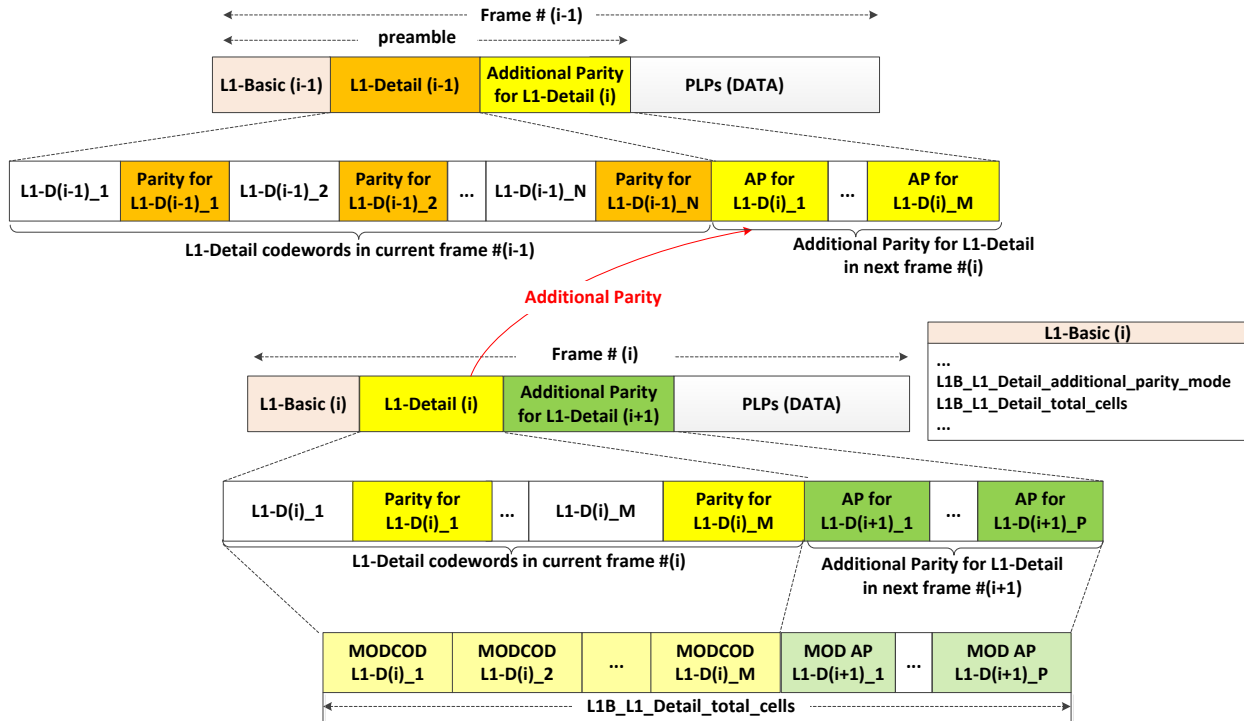 Frame # (i-1)
preamble
L1-Basic (i-1)
L1-Detail (i-1)
Additional Parity
for L1-Detail (i)
PLPs (DATA)
L1-D(i-1)_1
Parity for
L1-D(i-1)_1
L1-D(i-1)_2
Parity for
L1-D(i-1)_2
...
L1-D(i-1)_N
Parity for
L1-D(i-1)_N
AP for
L1-D(i)_1
...
AP for
L1-D(i)_M
L1-Detail codewords in current frame #(i-1)
Additional Parity for L1-Detail
in next frame #(i)
Additional Parity
Frame # (i)
L1-Basic (i)
L1-Detail (i)
Additional Parity
for L1-Detail (i+1)
PLPs (DATA)
L1-Basic (i)
...
L1B_L1_Detail_additional_parity_mode
L1B_L1_Detail_total_cells
...
L1-D(i)_1
Parity for
L1-D(i)_1
...
L1-D(i)_M
Parity for
L1-D(i)_M
AP for
L1-D(i+1)_1
...
AP for
L1-D(i+1)_P
L1-Detail codewords in current frame #(i)
Additional Parity for L1-Detail
in next frame #(i+1)
MODCOD
L1-D(i)_1
MODCOD
L1-D(i)_2
...
MODCOD
L1-D(i)_M
MOD AP
L1-D(i+1)_1
...
MOD AP
L1-D(i+1)_P
L1B_L1_Detail_total_cells